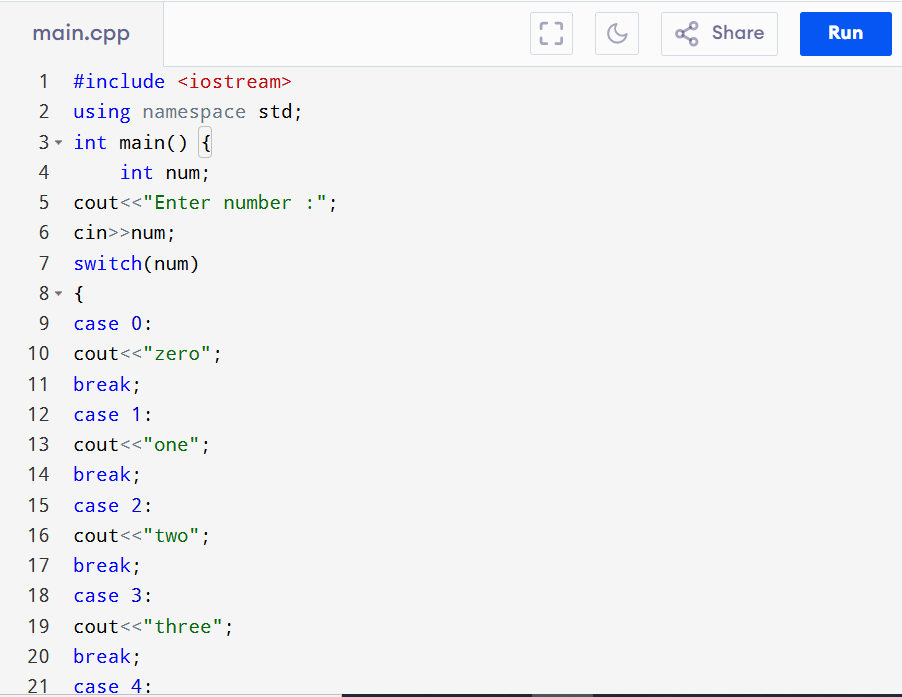 main.cpp
Share
Run
1 #include <iostream>
2 using namespace std;
3 int main() {
4 int num;
5 cout<<"Enter number :";
6 cin>>num;
7 switch(num)
8 {
9 case 0:
10 cout<<"zero";
11 break;
12 case 1:
13 cout<<"one";
14 break;
15 case 2:
16 cout<<"two";
17 break;
18 case 3:
19 cout<<"three";
20 break;
21 case 4: